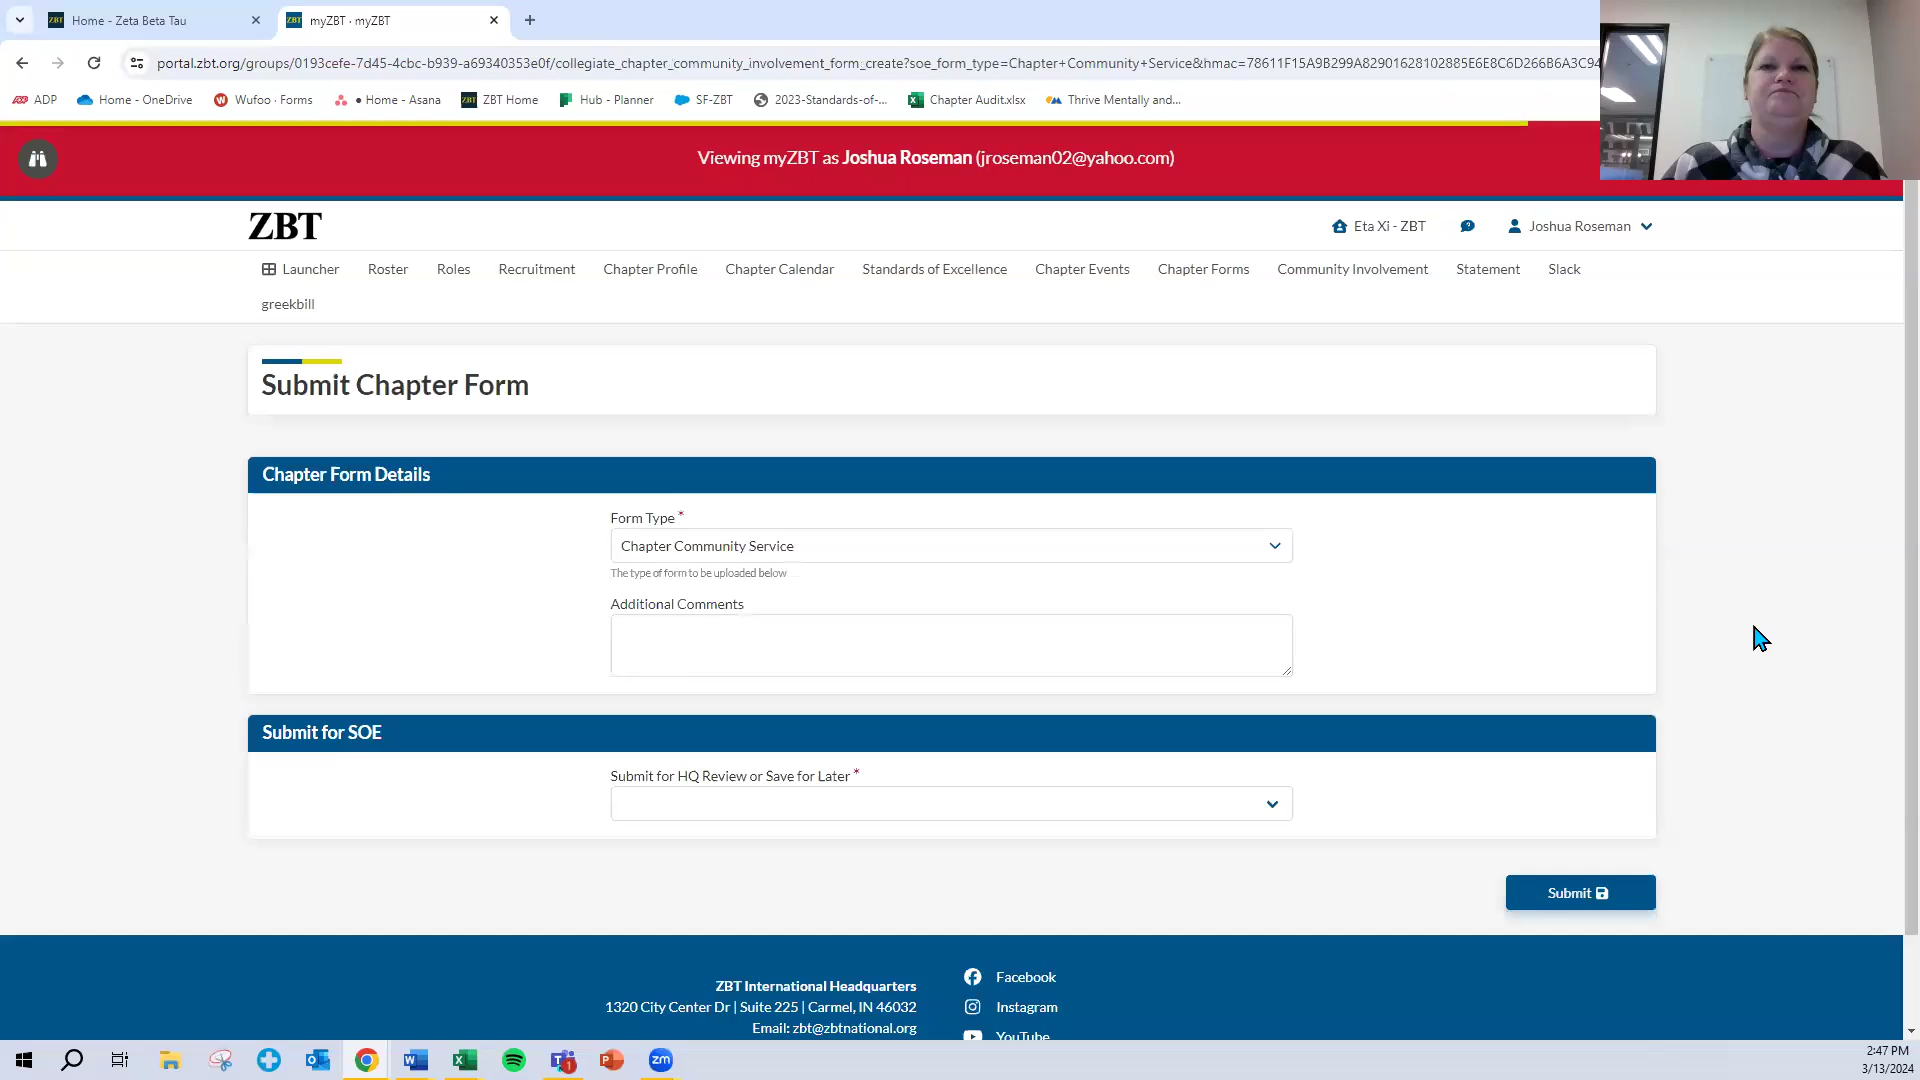 Home - Zeta Beta Tau
myZBT · myZBT
portal.zbt.org/groups/0193cefe-7d45-4cbc-b939-a69340353e0f/collegiate_chapter_community_involvement_form_create?soe_form_type=Chapter+Community+Service&hmac=78611F15A9B299A82901628102885E6E8C6D266B6A3C94
ADP
Home - OneDrive
Wufoo · Forms
● Home - Asana
ZBT Home
Hub - Planner
SF-ZBT
2023-Standards-of-...
Chapter Audit.xlsx
Thrive Mentally and...
Viewing myZBT as Joshua Roseman (jroseman02@yahoo.com)
ZBT
Eta Xi - ZBT
Joshua Roseman
Launcher
Roster
Roles
Recruitment
Chapter Profile
Chapter Calendar
Standards of Excellence
Chapter Events
Chapter Forms
Community Involvement
Statement
Slack
greekbill
Submit Chapter Form
Chapter Form Details
Form Type *
Chapter Community Service
The type of form to be uploaded below
Additional Comments
Submit for SOE
Submit for HQ Review or Save for Later *
Submit
ZBT International Headquarters
1320 City Center Dr | Suite 225 | Carmel, IN 46032
Email: zbt@zbtnational.org
Facebook
Instagram
YouTube
zm
2:47 PM
3/13/2024